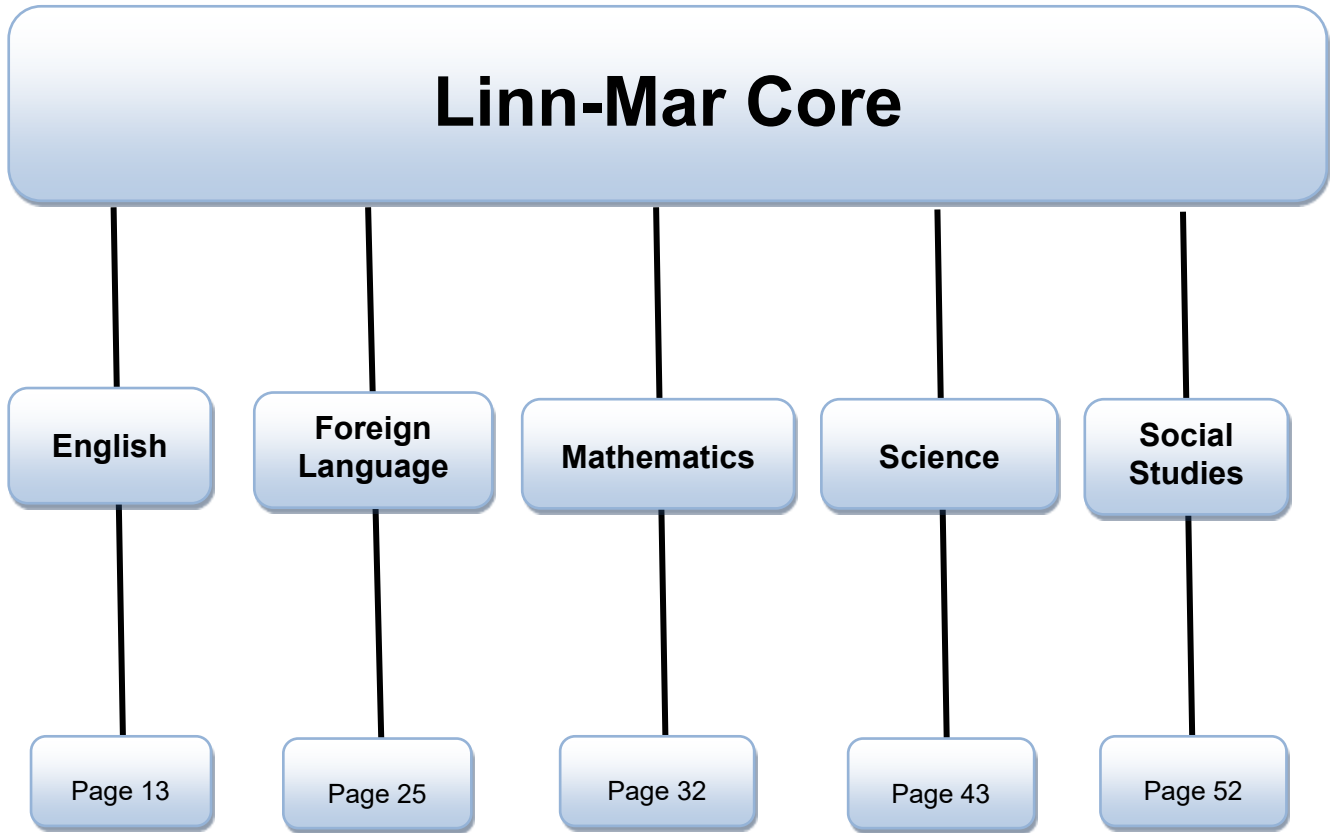 Linn-Mar Core
English
Foreign
Language
Mathematics
Science
Social
Studies
Page 13
Page 25
Page 32
Page 43
Page 52